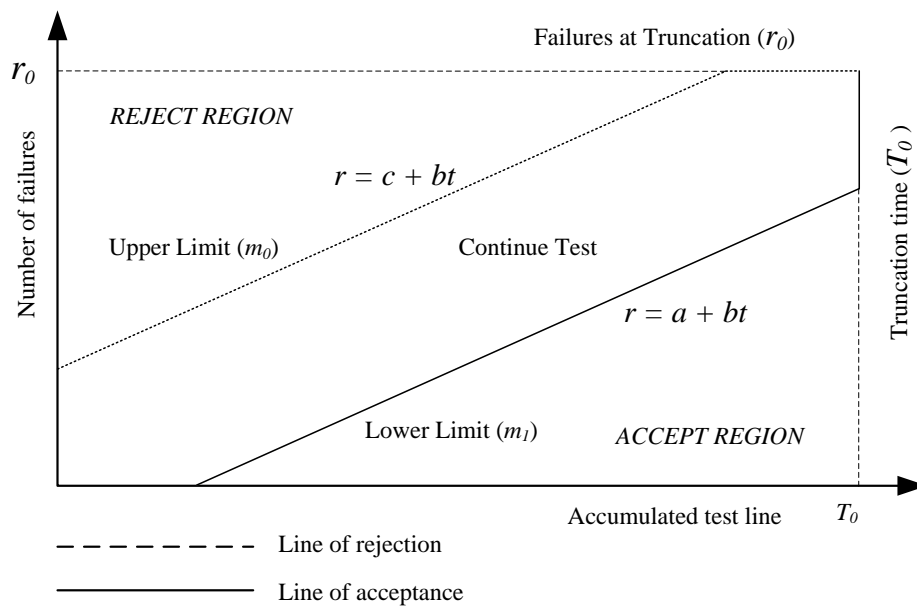 Failures at Truncation (r₀)
r₀
REJECT REGION
Number of failures
r = c + bt
Upper Limit (m₀)
Continue Test
Truncation time (T₀)
r = a + bt
Lower Limit (m₁)
ACCEPT REGION
Accumulated test line
T₀
Line of rejection
Line of acceptance